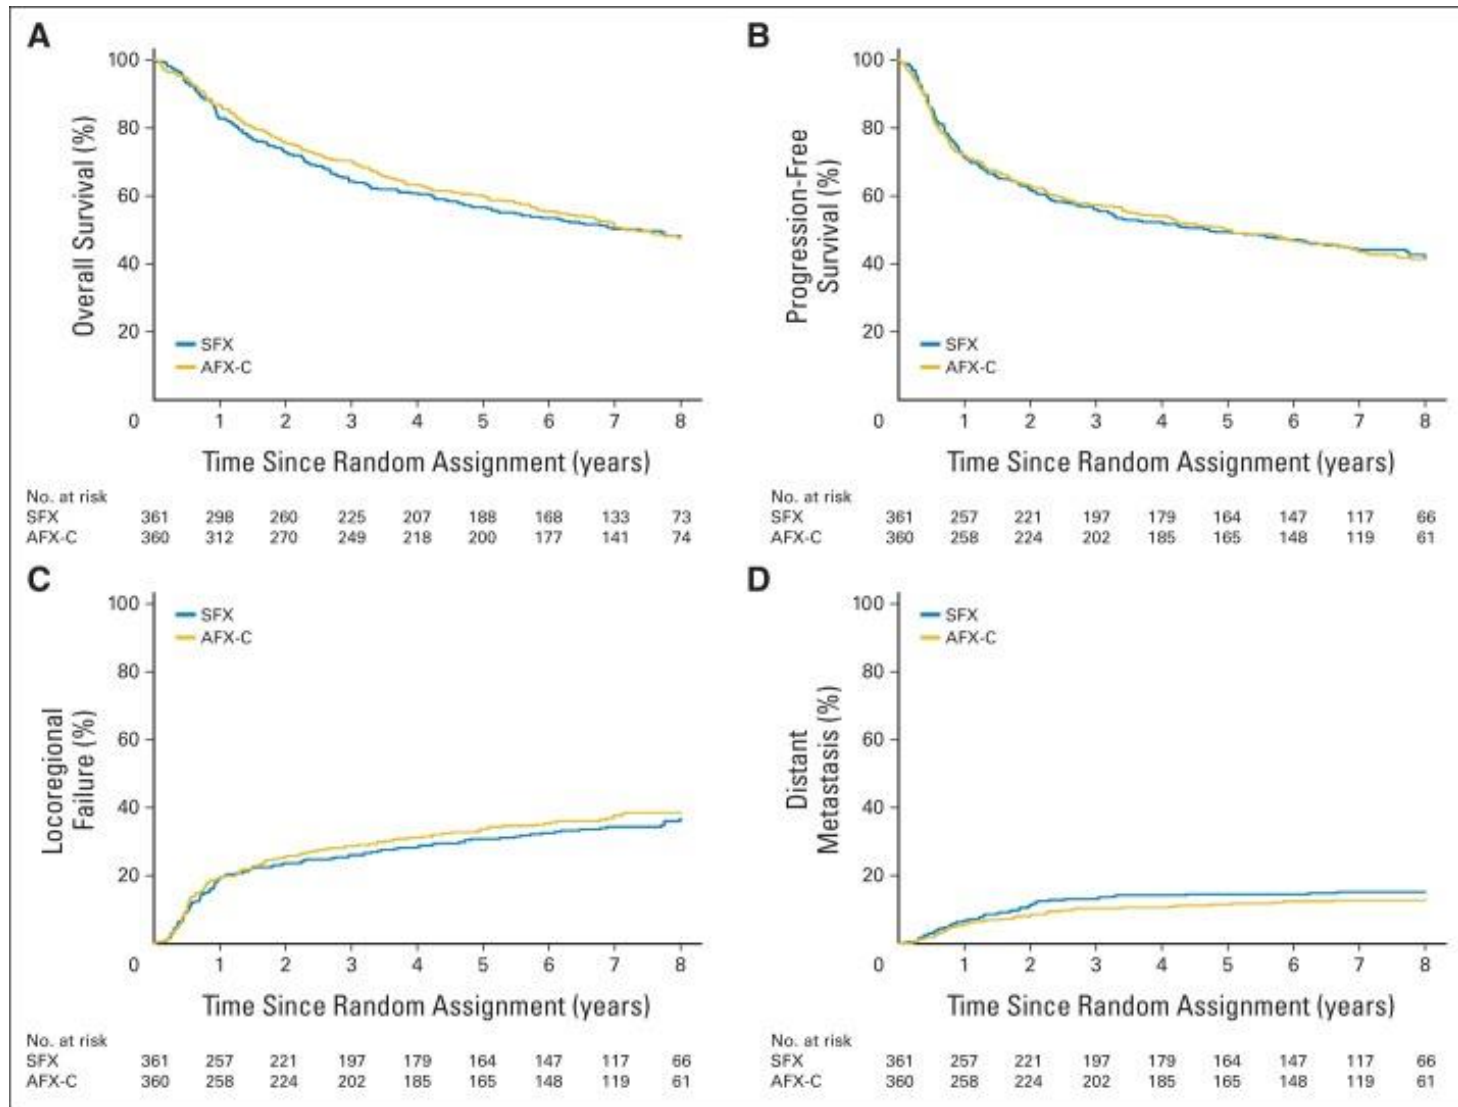 A
100
80
60
40
20
0
Overall Survival (%)
SFX
AFX-C
1 2 3 4 5 6 7 8
Time Since Random Assignment (years)
No. at risk
SFX 361 298 260 225 207 188 168 133 73
AFX-C 360 312 270 249 218 200 177 141 74
B
100
80
60
40
20
0
Progression-Free
Survival (%)
SFX
AFX-C
1 2 3 4 5 6 7 8
Time Since Random Assignment (years)
No. at risk
SFX 361 257 221 197 179 164 147 117 66
AFX-C 360 258 224 202 185 165 148 119 61
C
100
80
60
40
20
0
Locoregional
Failure (%)
SFX
AFX-C
1 2 3 4 5 6 7 8
Time Since Random Assignment (years)
No. at risk
SFX 361 257 221 197 179 164 147 117 66
AFX-C 360 258 224 202 185 165 148 119 61
D
100
80
60
40
20
0
Distant
Metastasis (%)
SFX
AFX-C
1 2 3 4 5 6 7 8
Time Since Random Assignment (years)
No. at risk
SFX 361 257 221 197 179 164 147 117 66
AFX-C 360 258 224 202 185 165 148 119 61